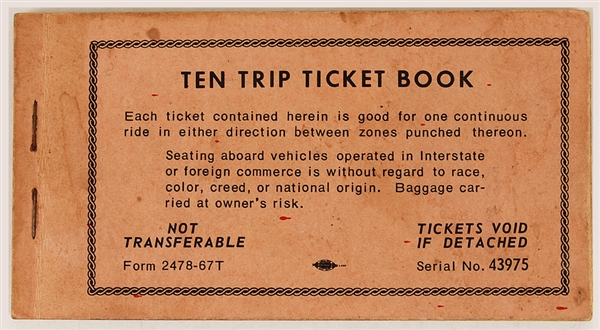 TEN TRIP TICKET BOOK
Each ticket contained herein is good for one continuous
ride in either direction between zones punched thereon.
Seating aboard vehicles operated in Interstate
or foreign commerce is without regard to race,
color, creed, or national origin. Baggage car-
ried at owner's risk.
NOT
TRANSFERABLE
TICKETS VOID
IF DETACHED
Form 2478-67T
Serial No. 43975